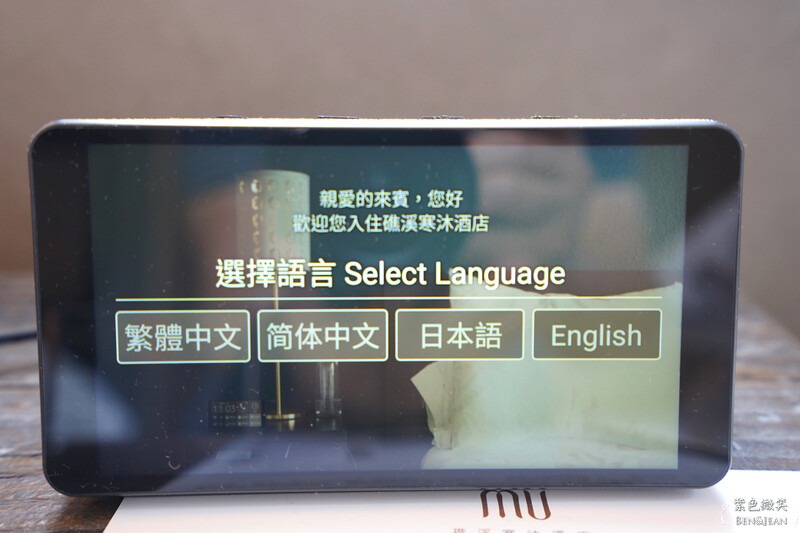 親愛的來賓，您好
歡迎您入住礁溪寒沐酒店
選擇語言 Select Language
繁體中文 简体中文 日本語 English
mu
紫色微笑
BEN&JEAN